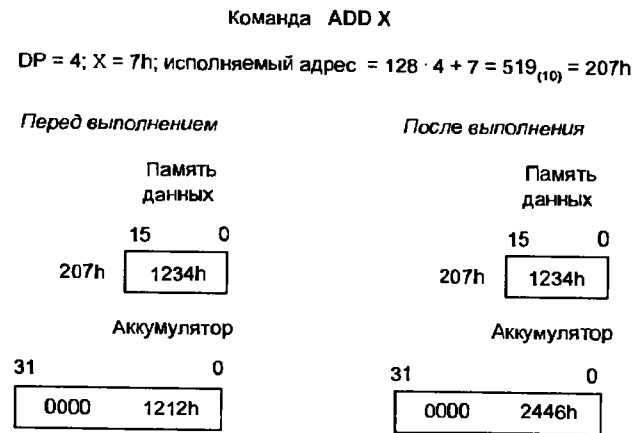 Команда ADD X
DP = 4; X = 7h; исполняемый адрес = 128 · 4 + 7 = 519(10) = 207h
Перед выполнением
После выполнения
Память
данных
15 0
207h 1234h
Аккумулятор
31 0
0000 1212h
Память
данных
15 0
207h 1234h
Аккумулятор
31 0
0000 2446h